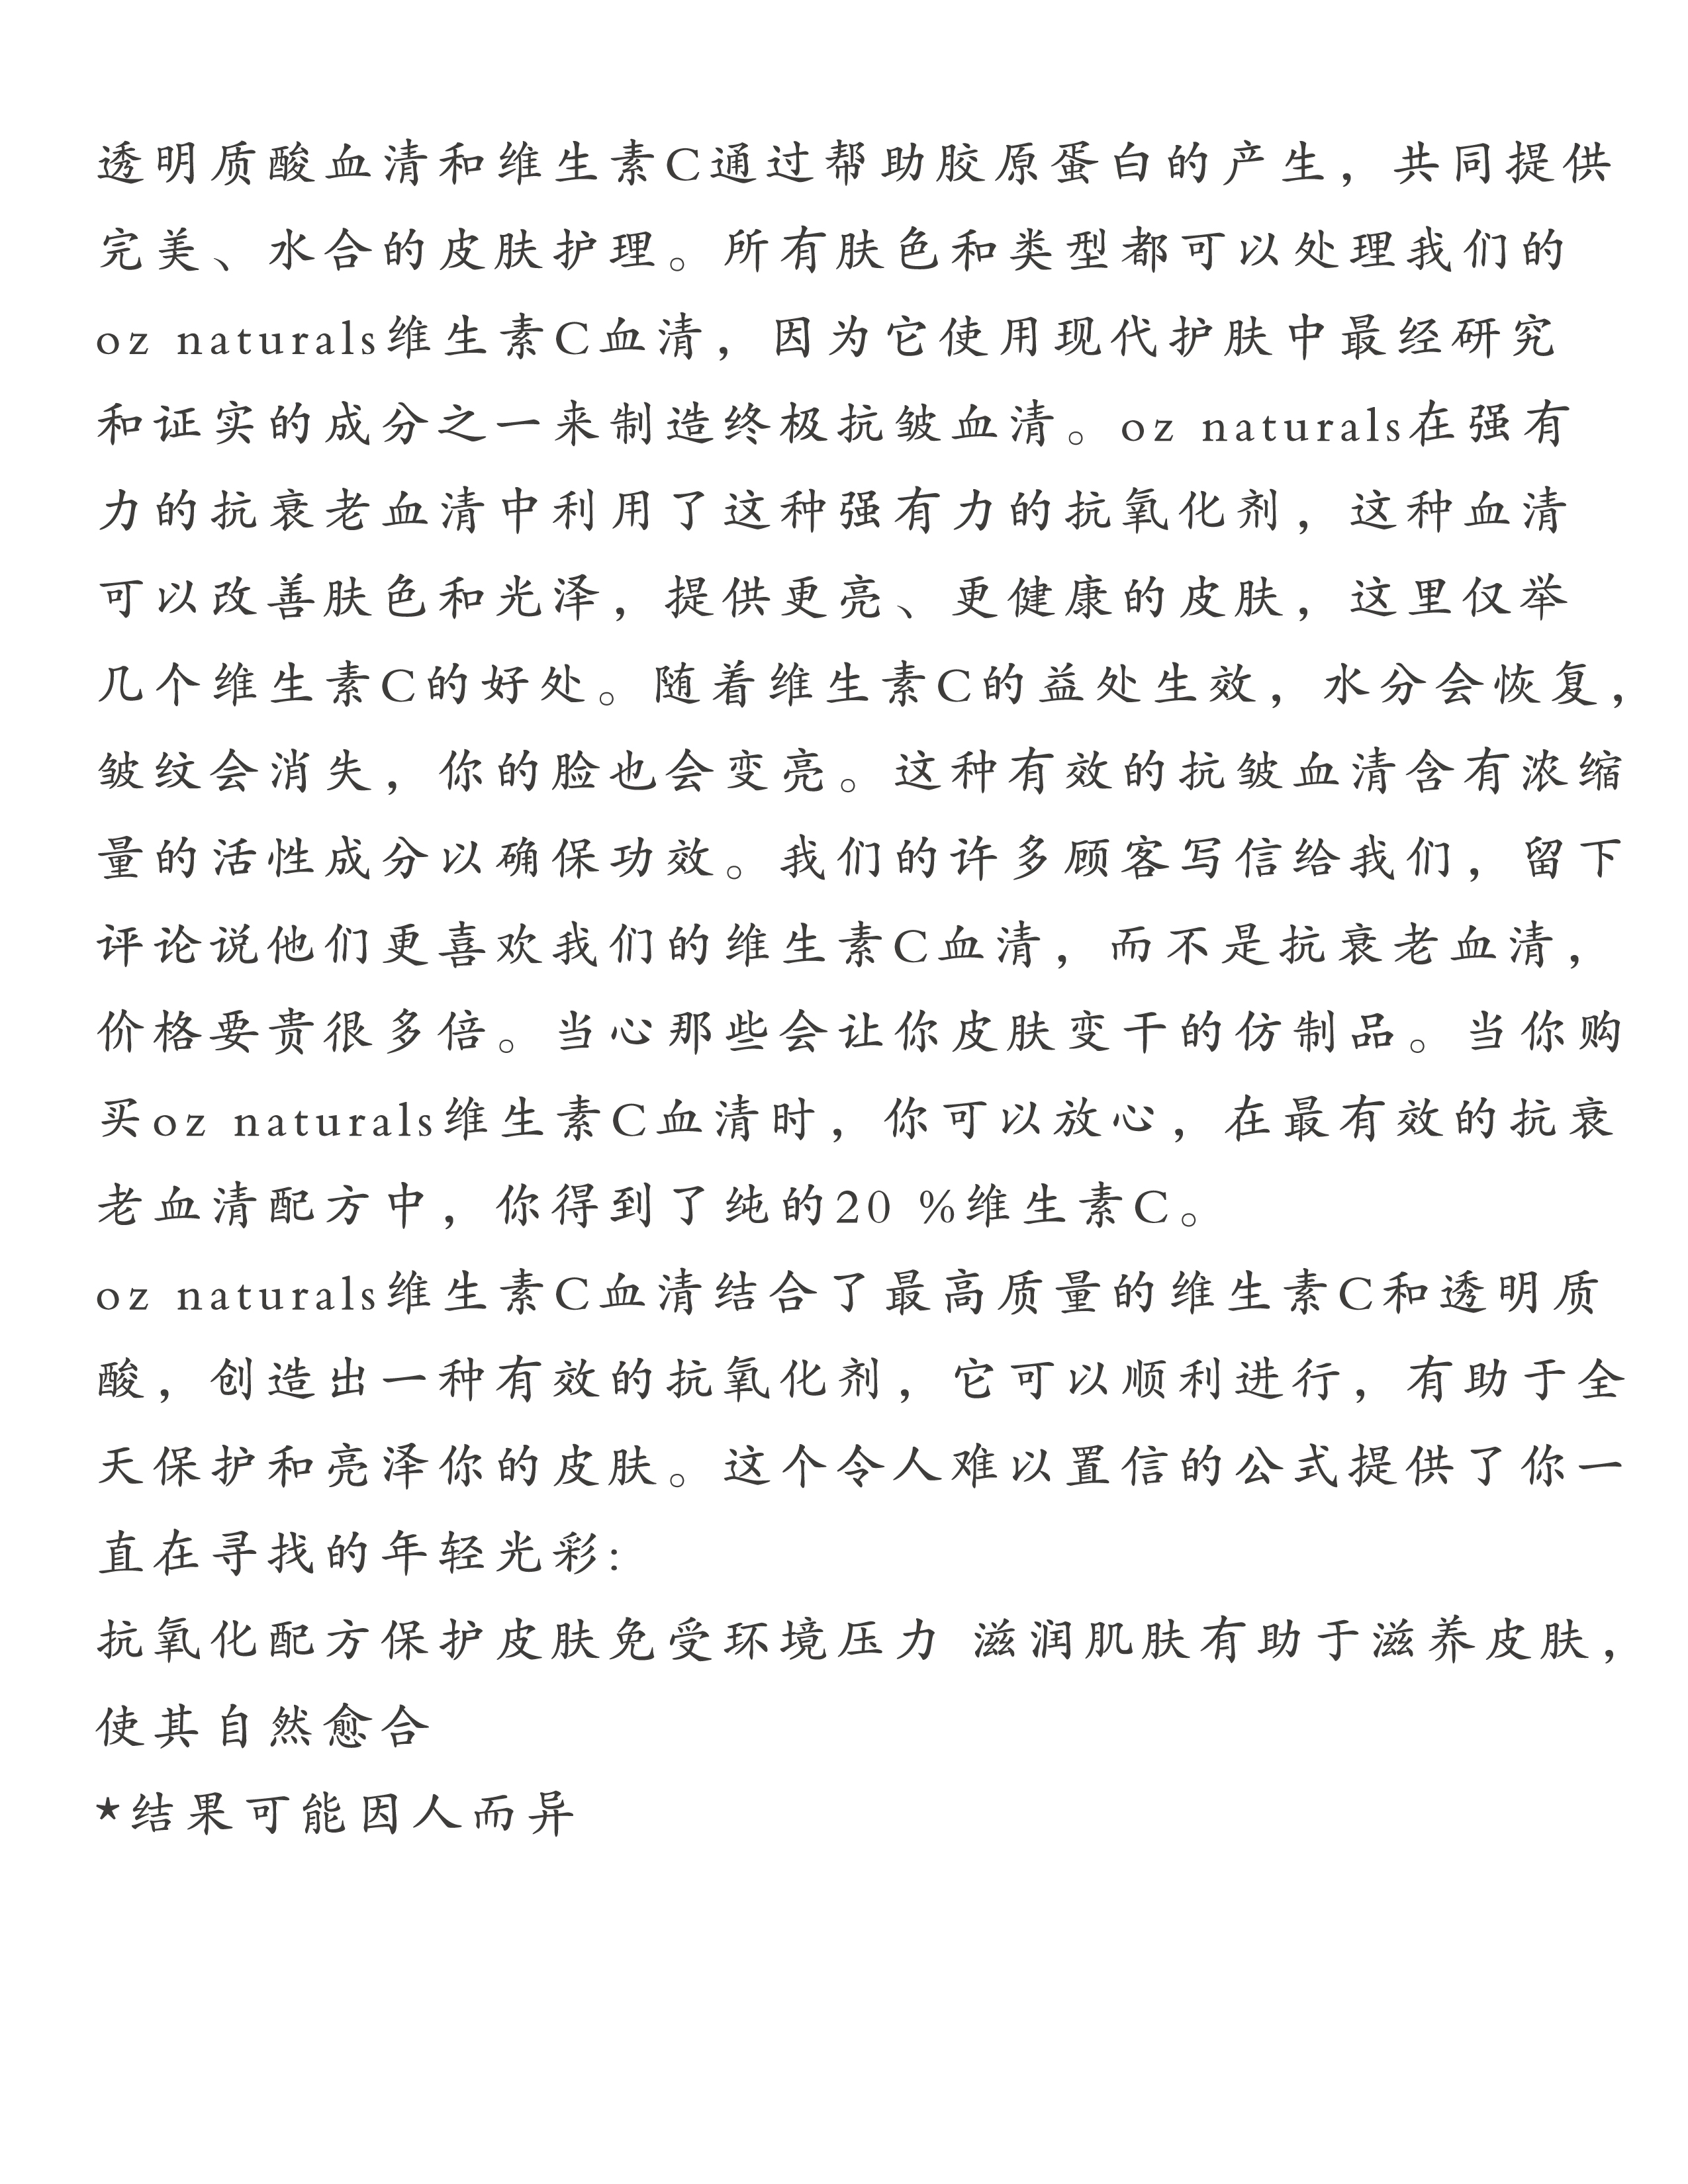 透明质酸血清和维生素C通过帮助胶原蛋白的产生，共同提供
完美、水合的皮肤护理。所有肤色和类型都可以处理我们的
oz naturals维生素C血清，因为它使用现代护肤中最经研究
和证实的成分之一来制造终极抗皱血清。oz naturals在强有
力的抗衰老血清中利用了这种强有力的抗氧化剂，这种血清
可以改善肤色和光泽，提供更亮、更健康的皮肤，这里仅举
几个维生素C的好处。随着维生素C的益处生效，水分会恢复，
皱纹会消失，你的脸也会变亮。这种有效的抗皱血清含有浓缩
量的活性成分以确保功效。我们的许多顾客写信给我们，留下
评论说他们更喜欢我们的维生素C血清，而不是抗衰老血清，
价格要贵很多倍。当心那些会让你皮肤变干的仿制品。当你购
买oz naturals维生素C血清时，你可以放心，在最有效的抗衰
老血清配方中，你得到了纯的20 %维生素C。
oz naturals维生素C血清结合了最高质量的维生素C和透明质
酸，创造出一种有效的抗氧化剂，它可以顺利进行，有助于全
天保护和亮泽你的皮肤。这个令人难以置信的公式提供了你一
直在寻找的年轻光彩:
抗氧化配方保护皮肤免受环境压力 滋润肌肤有助于滋养皮肤，
使其自然愈合
*结果可能因人而异